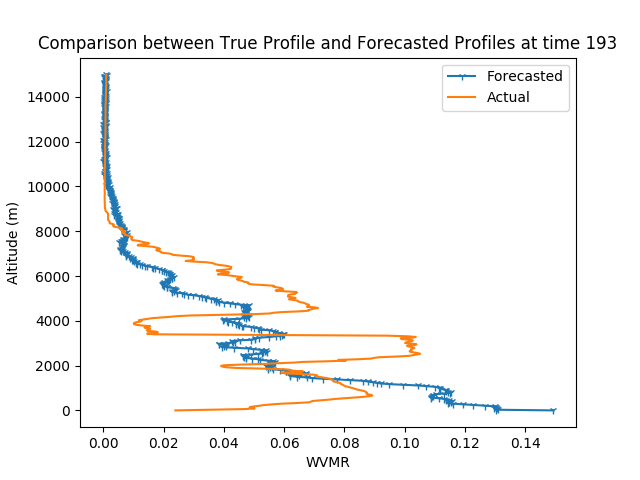 Comparison between True Profile and Forecasted Profiles at time 193
Forecasted
Actual
14000
12000
10000
8000
6000
4000
2000
0
Altitude (m)
0.00 0.02 0.04 0.06 0.08 0.10 0.12 0.14
WVMR